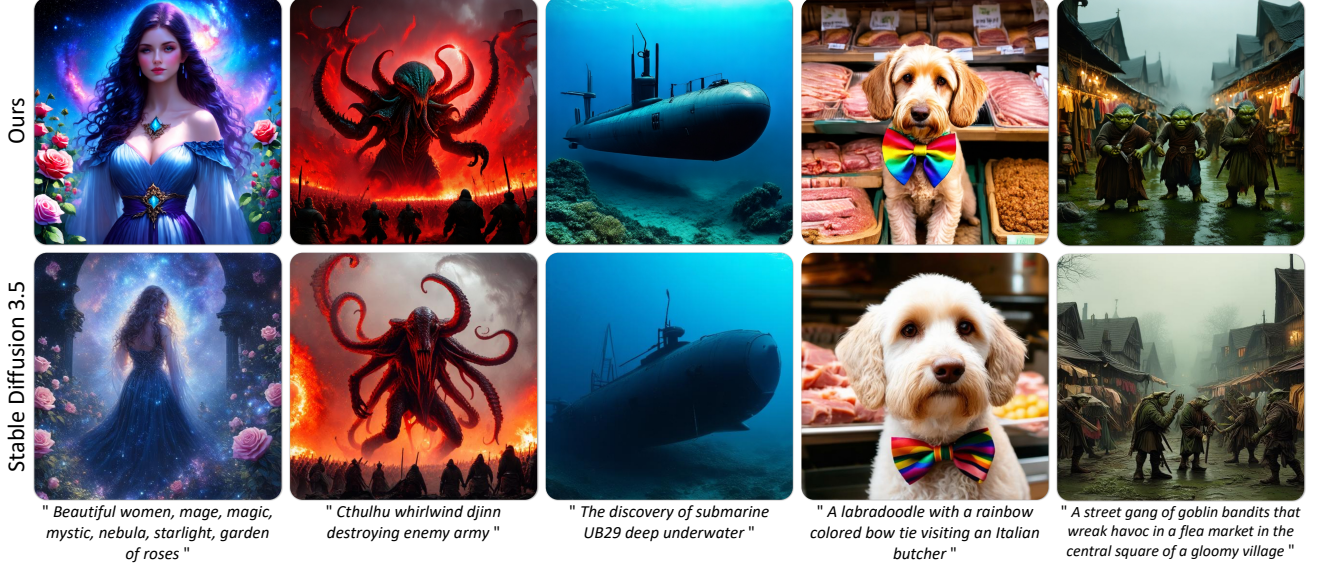 Ours
Stable Diffusion 3.5
" Beautiful women, mage, magic,
mystic, nebula, starlight, garden
of roses "
" Cthulhu whirlwind djinn
destroying enemy army "
" The discovery of submarine
UB29 deep underwater "
" A labradoodle with a rainbow
colored bow tie visiting an Italian
butcher "
" A street gang of goblin bandits that
wreak havoc in a flea market in the
central square of a gloomy village "